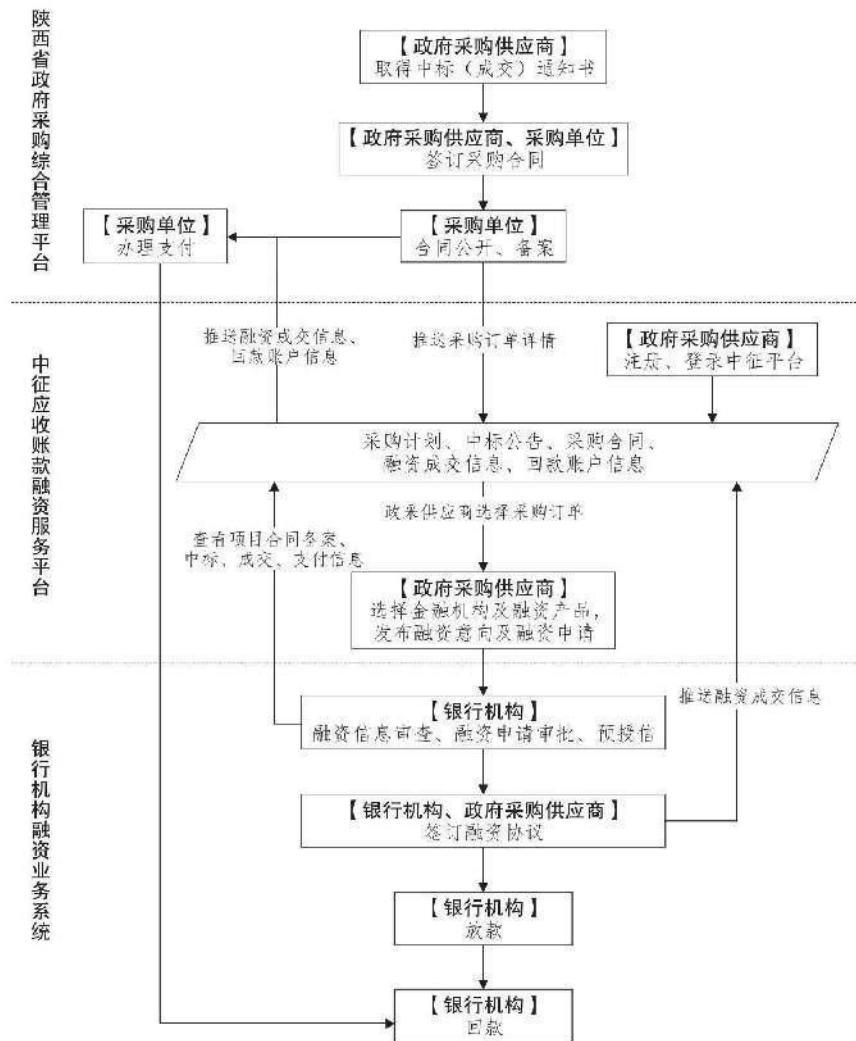 陕西省政府采购综合管理平台
【政府采购供应商】
取得中标（成交）通知书
【政府采购供应商、采购单位】
签订采购合同
【采购单位】
办理支付
【采购单位】
合同公开、备案
中征应收账款融资服务平台
推送融资成交信息、
回款账户信息
推送采购订单详情
【政府采购供应商】
注册、登录中征平台
采购计划、中标公告、采购合同、
融资成交信息、回款账户信息
政采供应商选择采购订单
查看项目合同备案、
中标、成交、支付信息
【政府采购供应商】
选择金融机构及融资产品，
发布融资意向及融资申请
银行机构融资业务系统
【银行机构】
融资信息审查、融资申请审批、预授信
推送融资成交信息
【银行机构、政府采购供应商】
签订融资协议
【银行机构】
放款
【银行机构】
回款